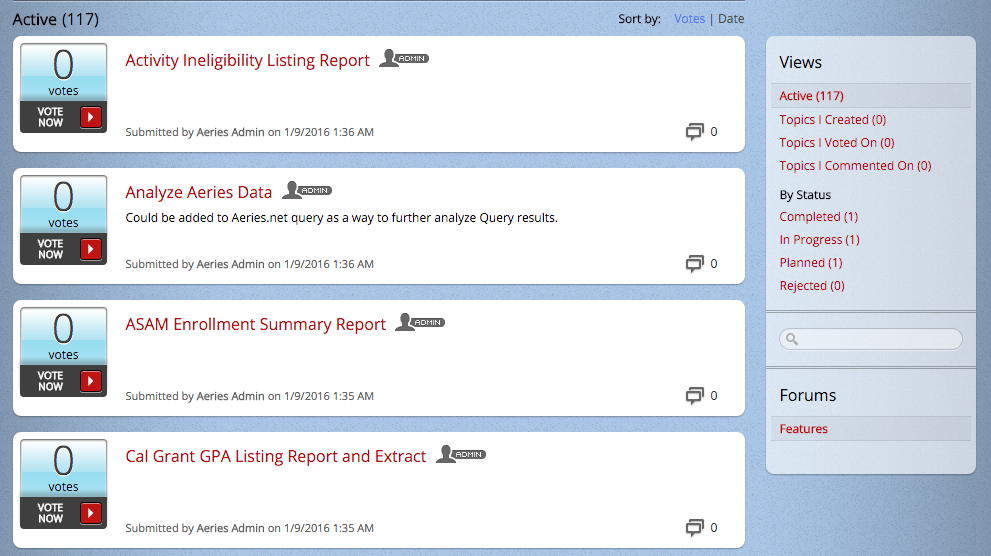 Active (117)
Sort by: Votes | Date
0
votes
VOTE
NOW
Activity Ineligibility Listing Report ADMIN
Submitted by Aeries Admin on 1/9/2016 1:36 AM
0
0
votes
VOTE
NOW
Analyze Aeries Data ADMIN
Could be added to Aeries.net query as a way to further analyze Query results.
Submitted by Aeries Admin on 1/9/2016 1:36 AM
0
0
votes
VOTE
NOW
ASAM Enrollment Summary Report ADMIN
Submitted by Aeries Admin on 1/9/2016 1:35 AM
0
0
votes
VOTE
NOW
Cal Grant GPA Listing Report and Extract ADMIN
Submitted by Aeries Admin on 1/9/2016 1:35 AM
0
Views
Active (117)
Topics I Created (0)
Topics I Voted On (0)
Topics I Commented On (0)
By Status
Completed (1)
In Progress (1)
Planned (1)
Rejected (0)
Forums
Features